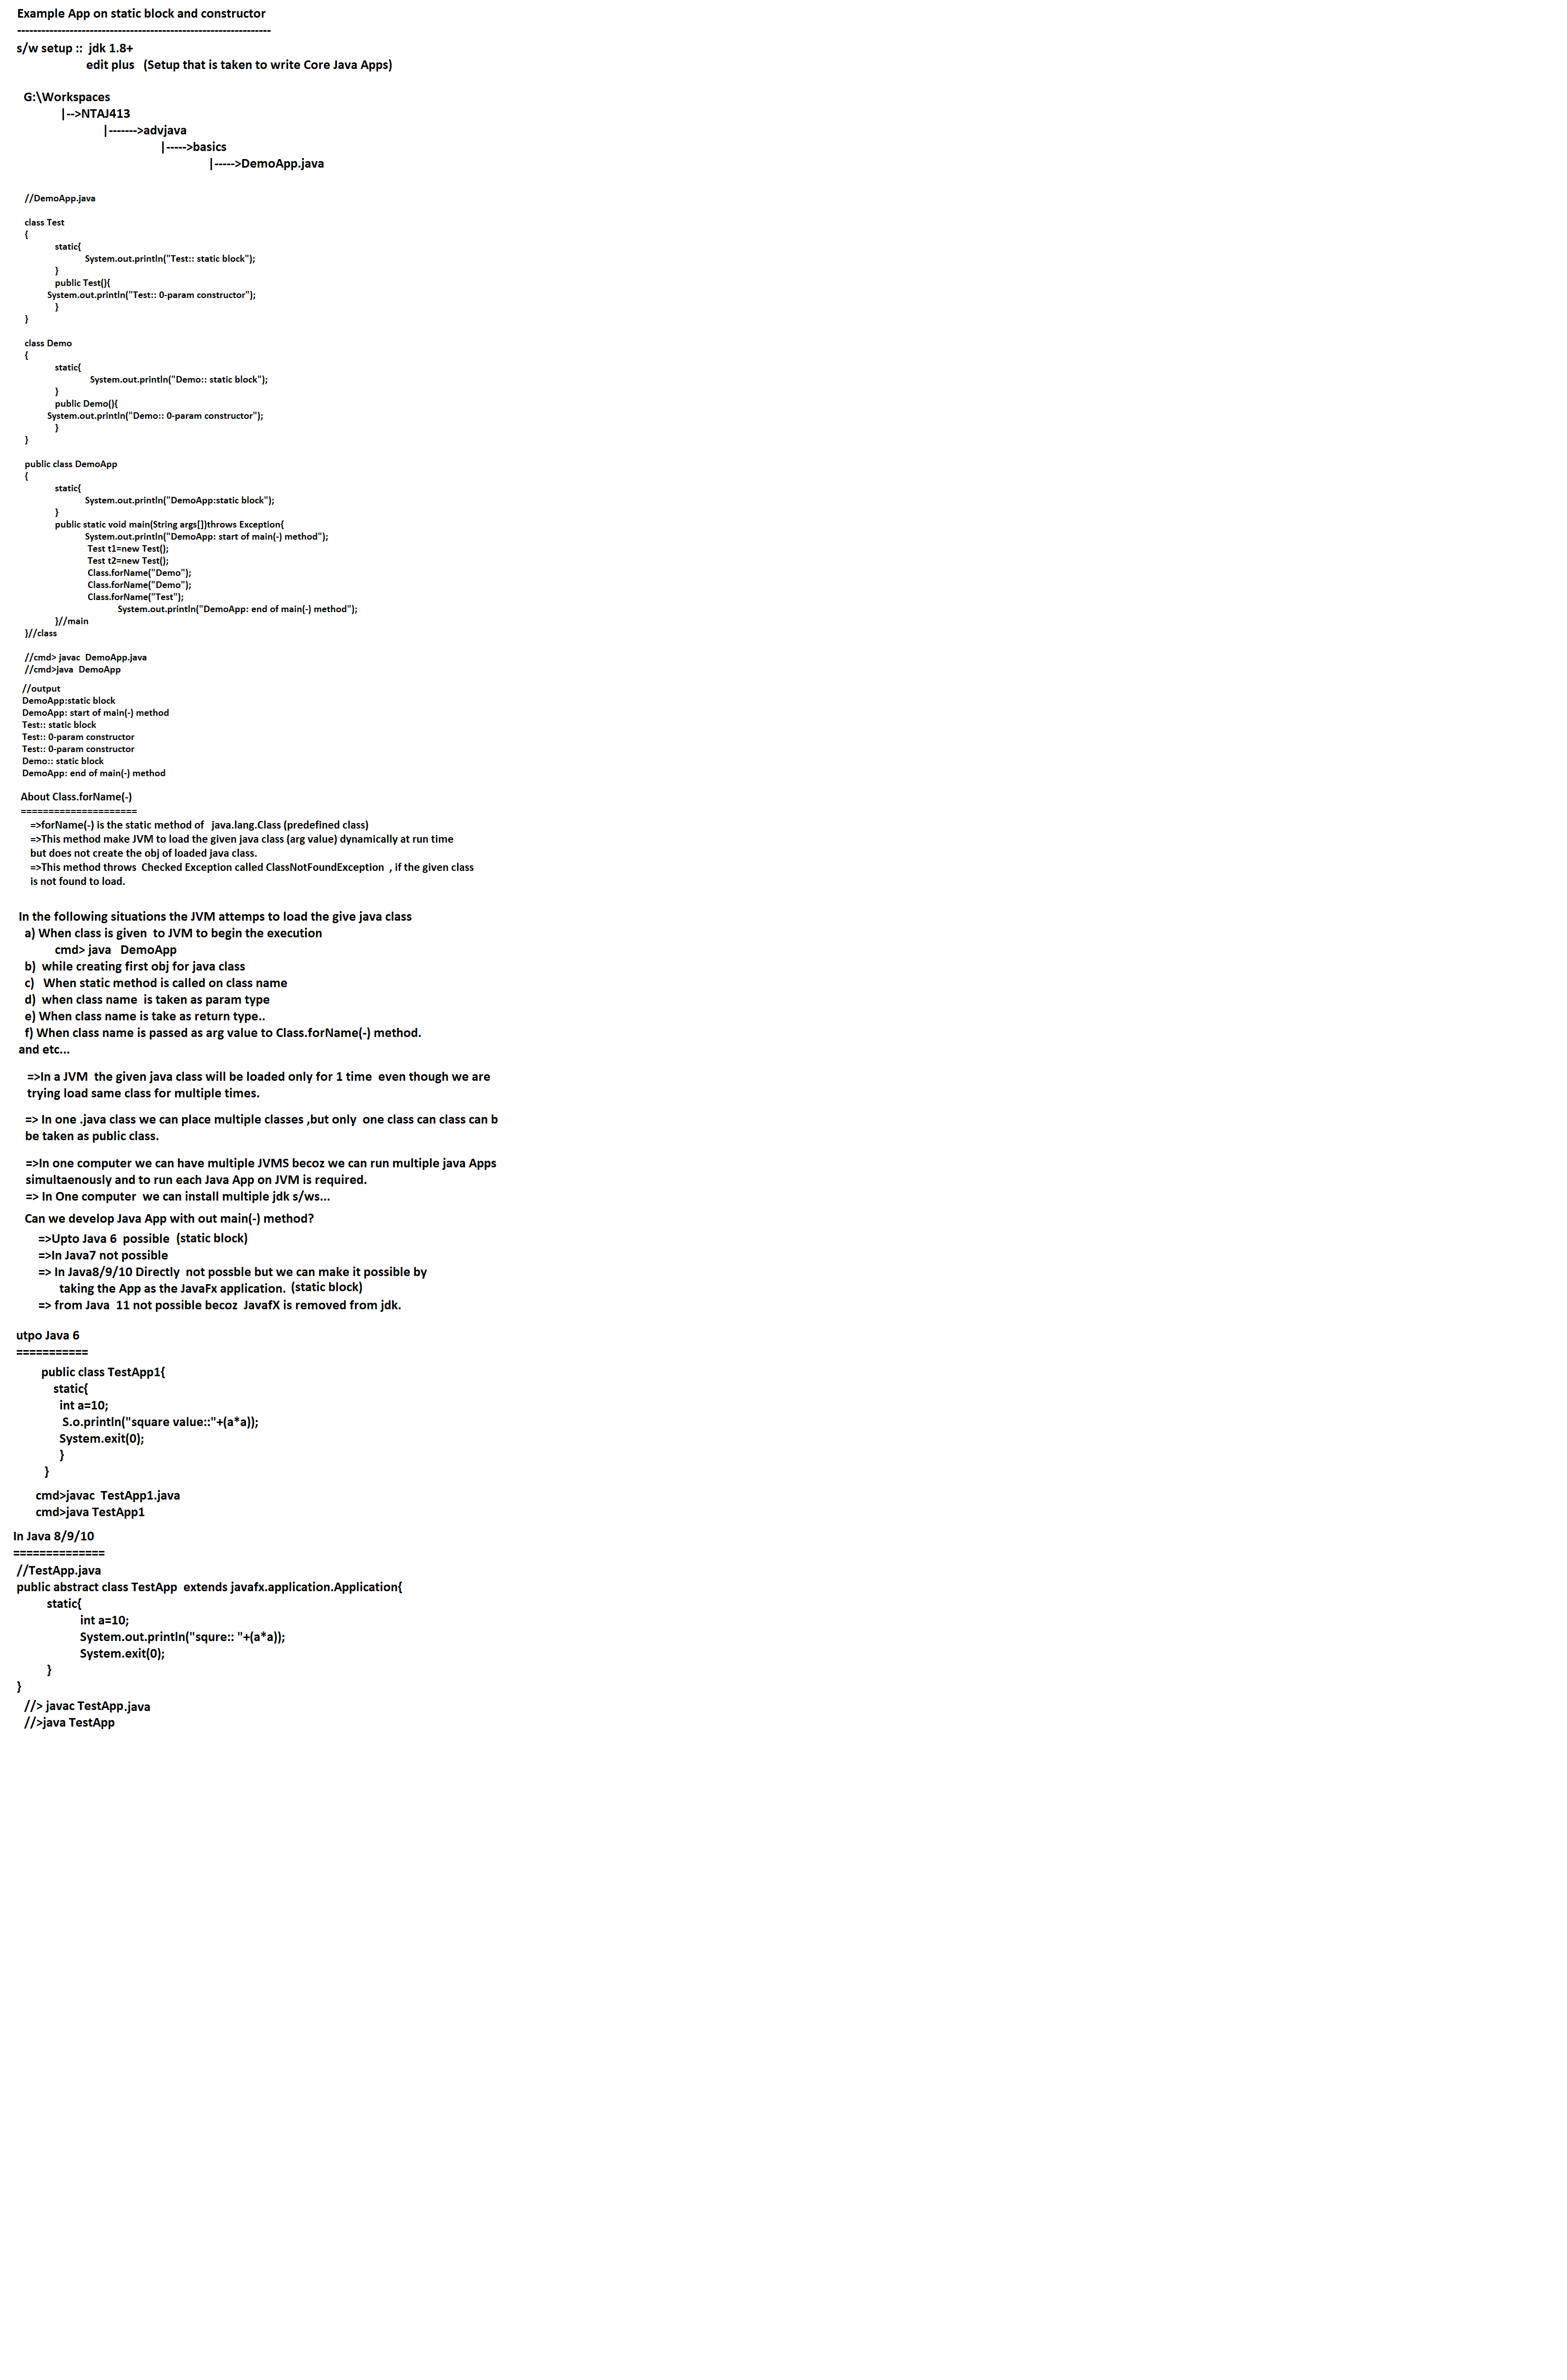 Example App on static block and constructor
---------------------------------------------------------------
s/w setup ::  jdk 1.8+
edit plus   (Setup that is taken to write Core Java Apps)
G:\Workspaces
|-->NTAJ413
|------->advjava
|----->basics
|----->DemoApp.java
//DemoApp.java
class Test
{
static{
System.out.println("Test:: static block");
}
public Test(){
System.out.println("Test:: 0-param constructor");
}
}
class Demo
{
static{
System.out.println("Demo:: static block");
}
public Demo(){
System.out.println("Demo:: 0-param constructor");
}
}
public class DemoApp
{
static{
System.out.println("DemoApp:static block");
}
public static void main(String args[])throws Exception{
System.out.println("DemoApp: start of main(-) method");
Test t1=new Test();
Test t2=new Test();
Class.forName("Demo");
Class.forName("Demo");
Class.forName("Test");
System.out.println("DemoApp: end of main(-) method");
}//main
}//class
//cmd> javac  DemoApp.java
//cmd>java  DemoApp
//output
DemoApp:static block
DemoApp: start of main(-) method
Test:: static block
Test:: 0-param constructor
Test:: 0-param constructor
Demo:: static block
DemoApp: end of main(-) method
About Class.forName(-)
=====================
=>forName(-) is the static method of   java.lang.Class (predefined class)
=>This method make JVM to load the given java class (arg value) dynamically at run time
but does not create the obj of loaded java class.
=>This method throws  Checked Exception called ClassNotFoundException  , if the given class
is not found to load.
In the following situations the JVM attemps to load the give java class
a) When class is given  to JVM to begin the execution
cmd> java   DemoApp
b)  while creating first obj for java class
c)   When static method is called on class name
d)  when class name  is taken as param type
e) When class name is take as return type..
f) When class name is passed as arg value to Class.forName(-) method.
and etc...
=>In a JVM  the given java class will be loaded only for 1 time  even though we are
trying load same class for multiple times.
=> In one .java class we can place multiple classes ,but only  one class can class can b
be taken as public class.
=>In one computer we can have multiple JVMS becoz we can run multiple java Apps
simultaenously and to run each Java App on JVM is required.
=> In One computer  we can install multiple jdk s/ws...
Can we develop Java App with out main(-) method?
=>Upto Java 6  possible  (static block)
=>In Java7 not possible
=> In Java8/9/10 Directly  not possble but we can make it possible by
taking the App as the JavaFx application.  (static block)
=> from Java  11 not possible becoz  JavafX is removed from jdk.
utpo Java 6
===========
public class TestApp1{
static{
int a=10;
S.o.println("square value::"+(a*a));
System.exit(0);
}
}
cmd>javac  TestApp1.java
cmd>java TestApp1
In Java 8/9/10
==============
//TestApp.java
public abstract class TestApp  extends javafx.application.Application{
static{
int a=10;
System.out.println("squre:: "+(a*a));
System.exit(0);
}
}
//> javac TestApp.java
//>java TestApp